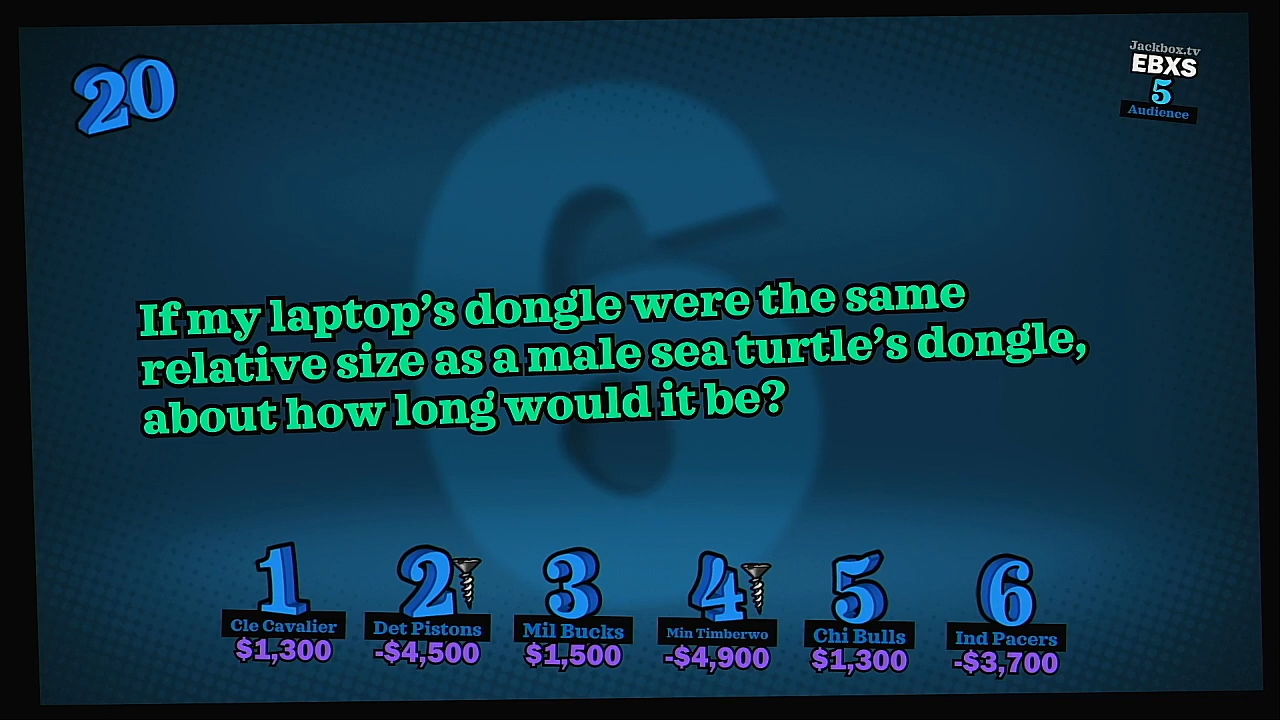 20
Jackbox.tv
EBXS
5
Audience
6
If my laptop's dongle were the same
relative size as a male sea turtle's dongle,
about how long would it be?
1 2 3 4 5 6
Cle Cavalier Det Pistons Mil Bucks Min Timberwo Chi Bulls Ind Pacers
$1,300 -$4,500 $1,500 -$4,900 $1,300 -$3,700